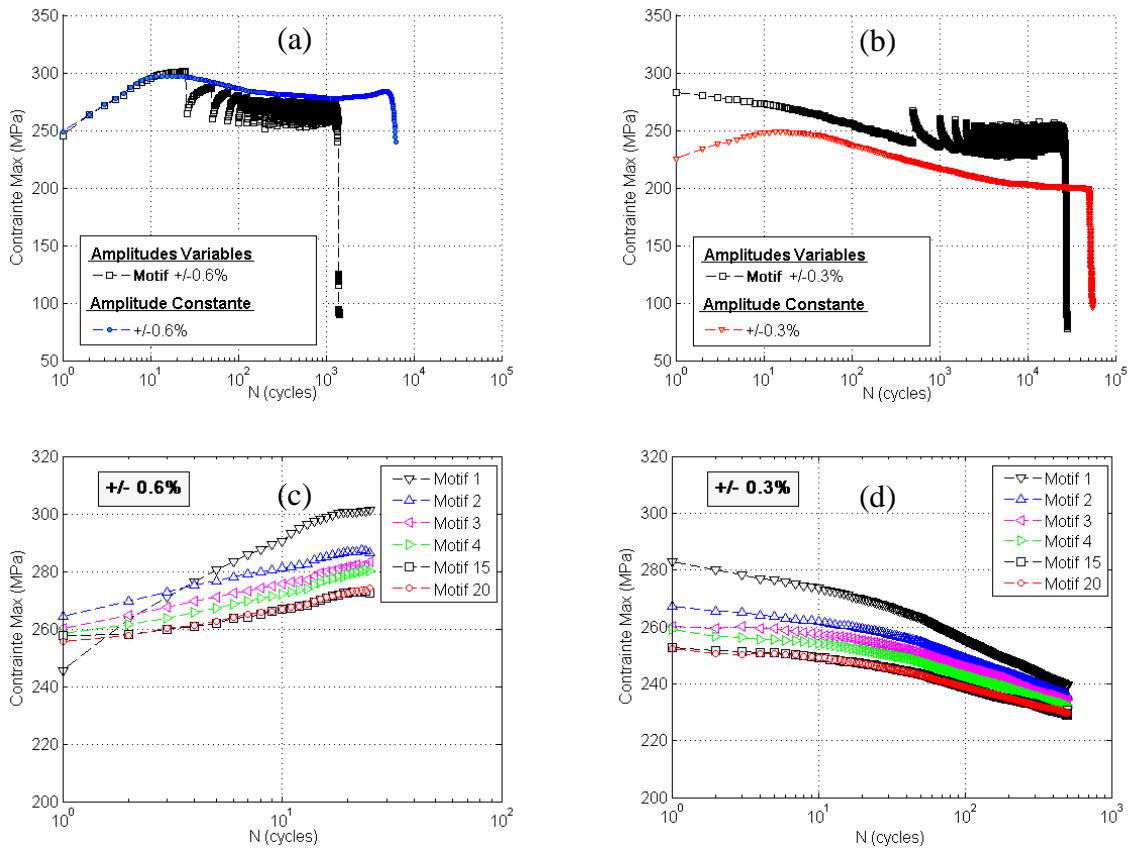 (a)
350
300
250
200
150
100
50
Contrainte Max (MPa)
10^0
10^1
10^2
10^3
10^4
10^5
N (cycles)
Amplitudes Variables
Motif +/-0.6%
Amplitude Constante
+/-0.6%
(b)
350
300
250
200
150
100
50
Contrainte Max (MPa)
10^0
10^1
10^2
10^3
10^4
10^5
N (cycles)
Amplitudes Variables
Motif +/-0.3%
Amplitude Constante
+/-0.3%
(c)
+/- 0.6%
320
300
280
260
240
220
200
Contrainte Max (MPa)
10^0
10^1
10^2
N (cycles)
Motif 1
Motif 2
Motif 3
Motif 4
Motif 15
Motif 20
(d)
+/- 0.3%
320
300
280
260
240
220
200
Contrainte Max (MPa)
10^0
10^1
10^2
10^3
N (cycles)
Motif 1
Motif 2
Motif 3
Motif 4
Motif 15
Motif 20